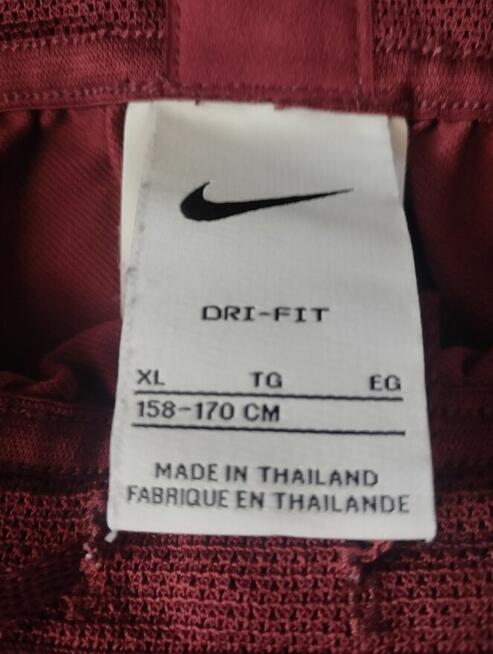 DRI-FIT
XL TG EG
158-170 CM
MADE IN THAILAND
FABRIQUE EN THAILANDE